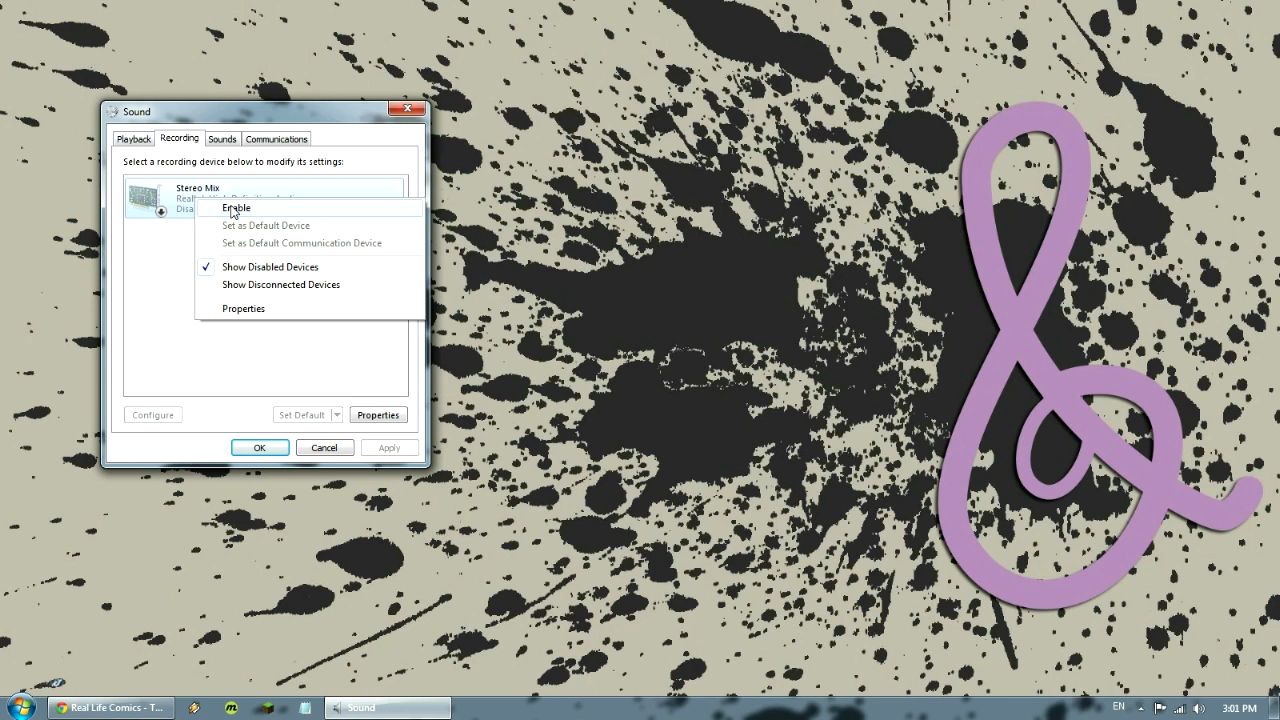 Sound
Playback
Recording
Sounds
Communications
Select a recording device below to modify its settings:
Stereo Mix
Enable
Set as Default Device
Set as Default Communication Device
Show Disabled Devices
Show Disconnected Devices
Properties
Configure
Set Default
Properties
OK
Cancel
Apply
Real Life Comics - T...
Sound
EN
3:01 PM